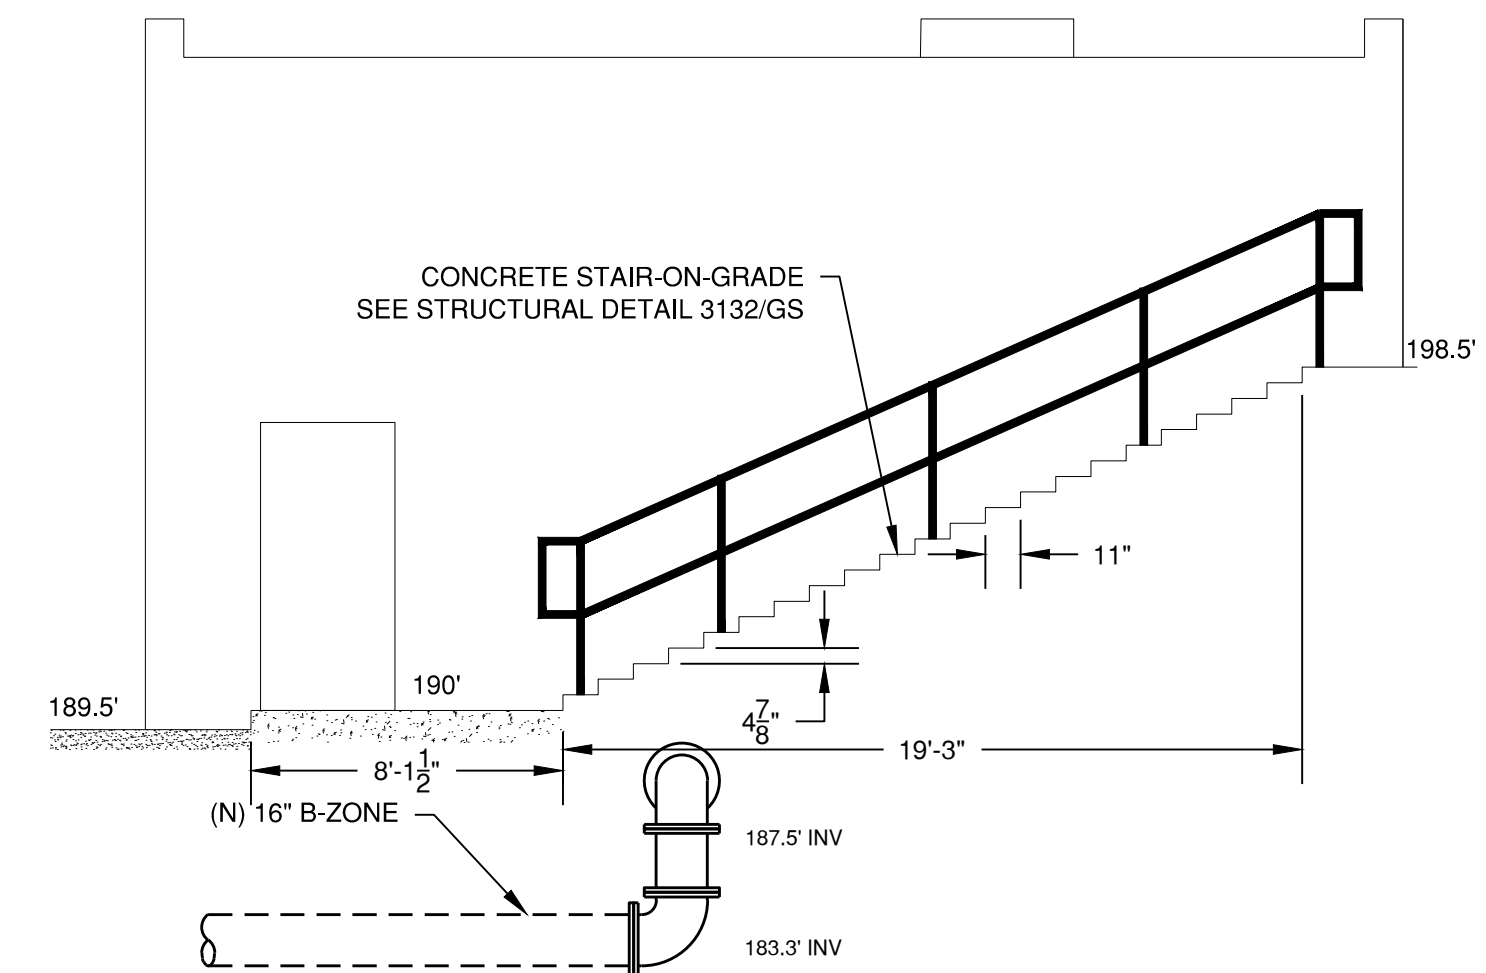 CONCRETE STAIR-ON-GRADE
SEE STRUCTURAL DETAIL 3132/GS
198.5'
11"
190'
189.5'
4 7/8"
19'-3"
8'-1 1/2"
(N) 16" B-ZONE
187.5' INV
183.3' INV